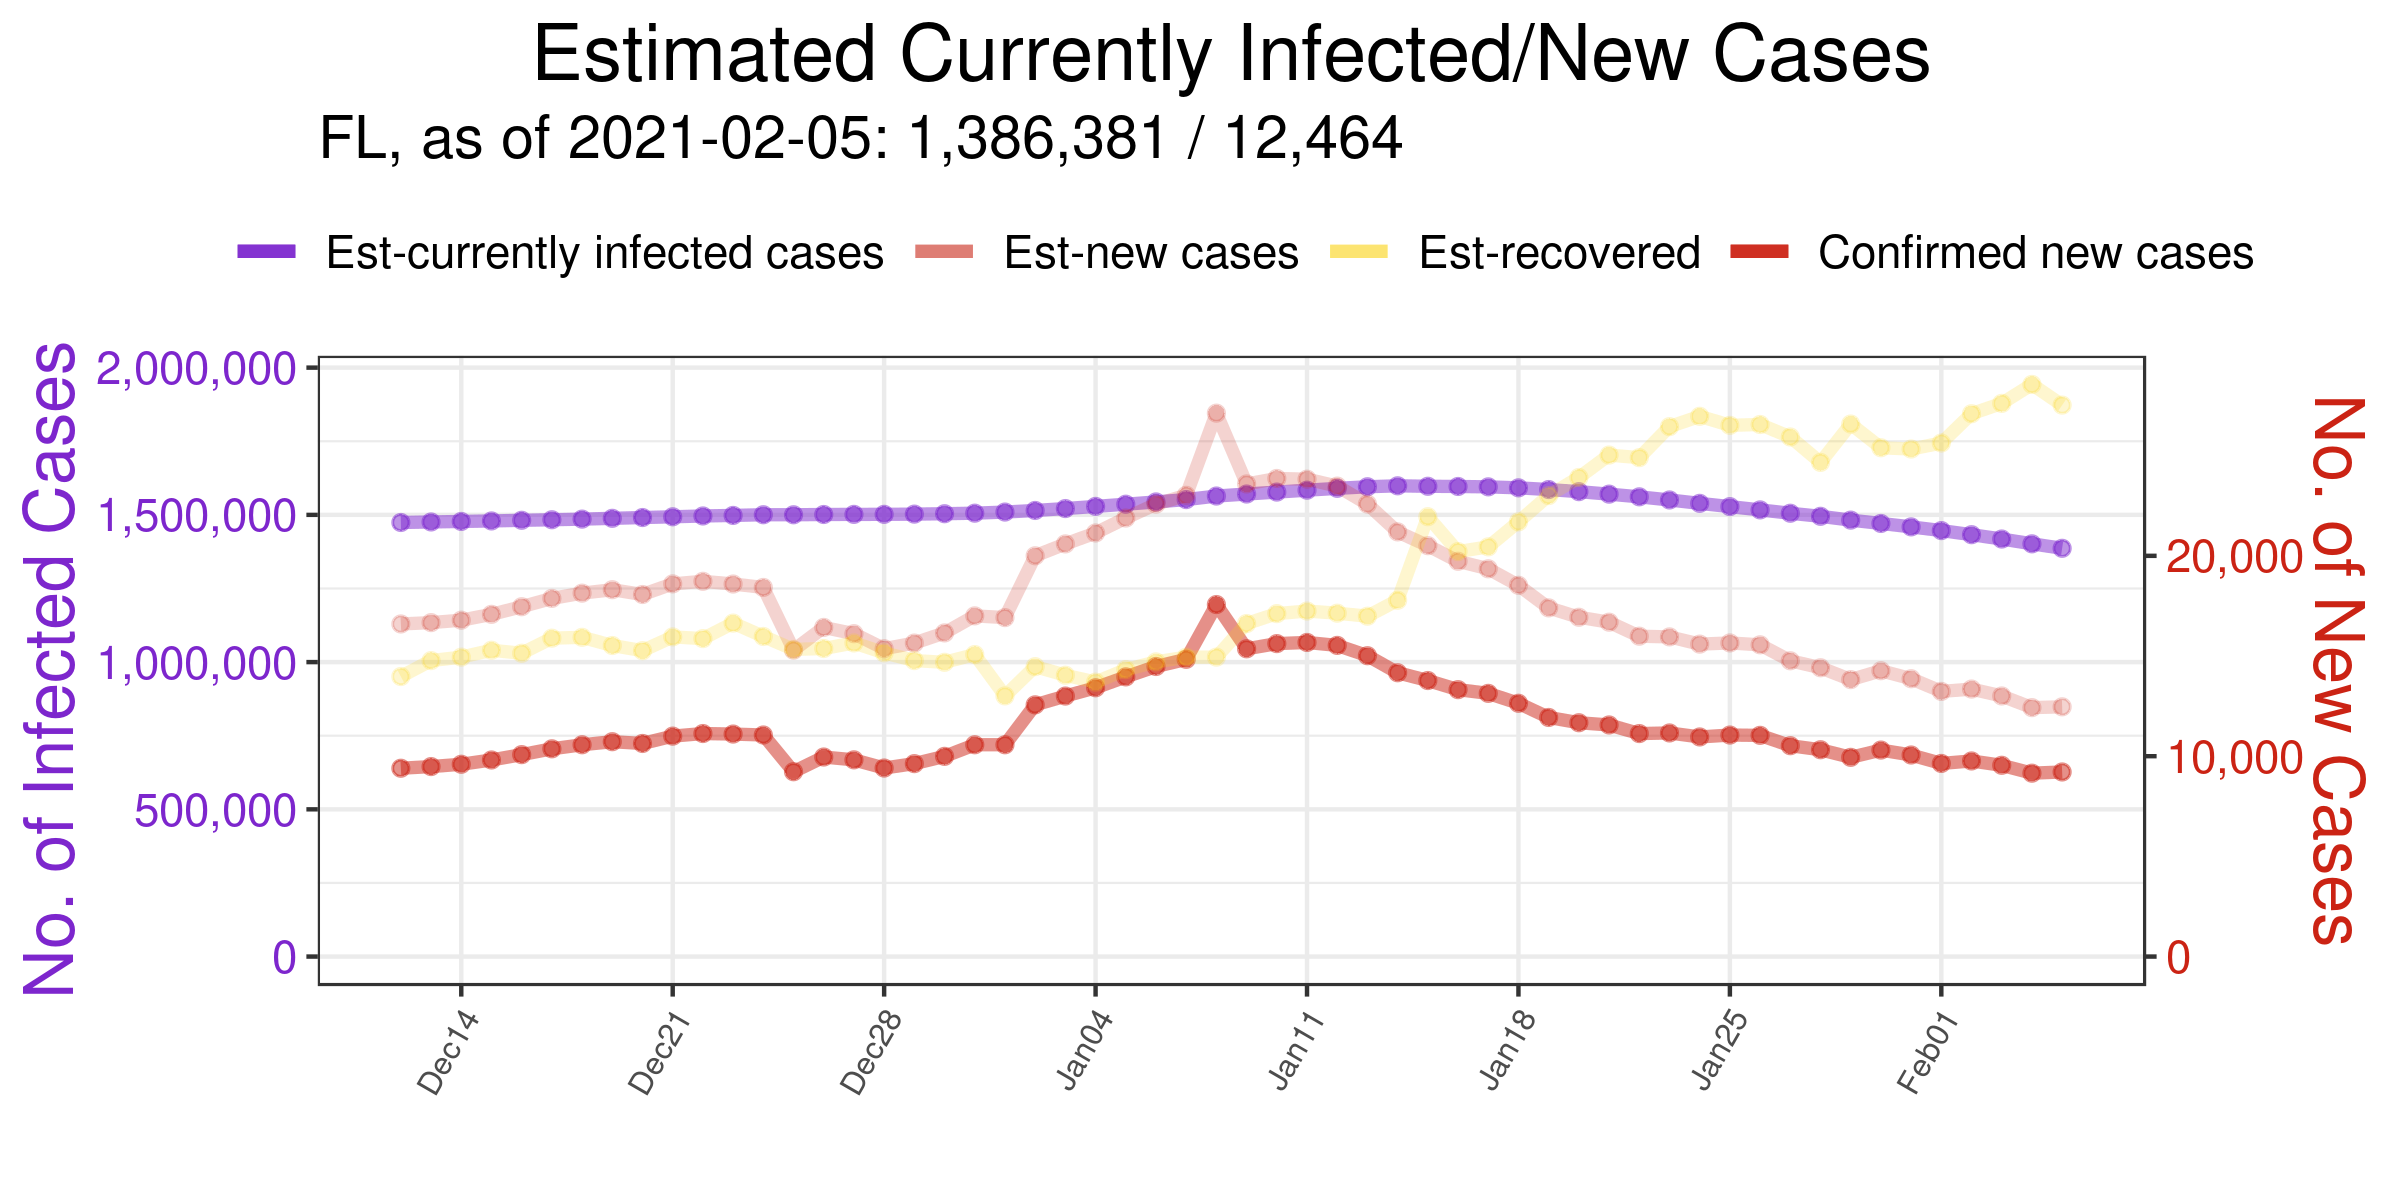 Estimated Currently Infected/New Cases
FL, as of 2021-02-05: 1,386,381 / 12,464
Est-currently infected cases Est-new cases Est-recovered Confirmed new cases
No. of Infected Cases
2,000,000
1,500,000
1,000,000
500,000
0
20,000
10,000
0
No. of New Cases
Dec14 Dec21 Dec28 Jan04 Jan11 Jan18 Jan25 Feb01